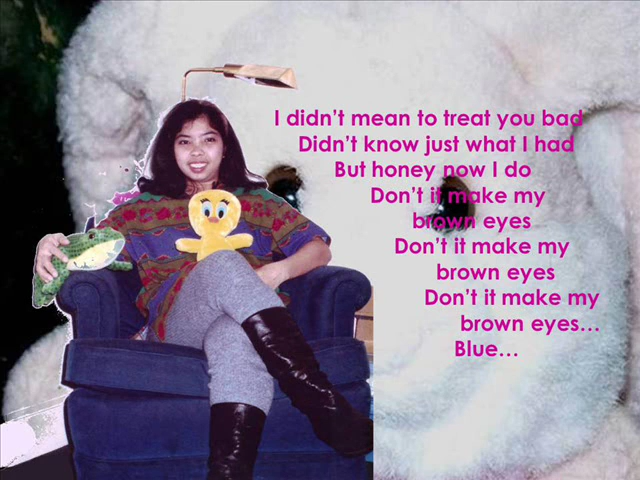 I didn't mean to treat you bad
Didn't know just what I had
But honey now I do
Don't it make my
brown eyes
Don't it make my
brown eyes
Don't it make my
brown eyes…
Blue…